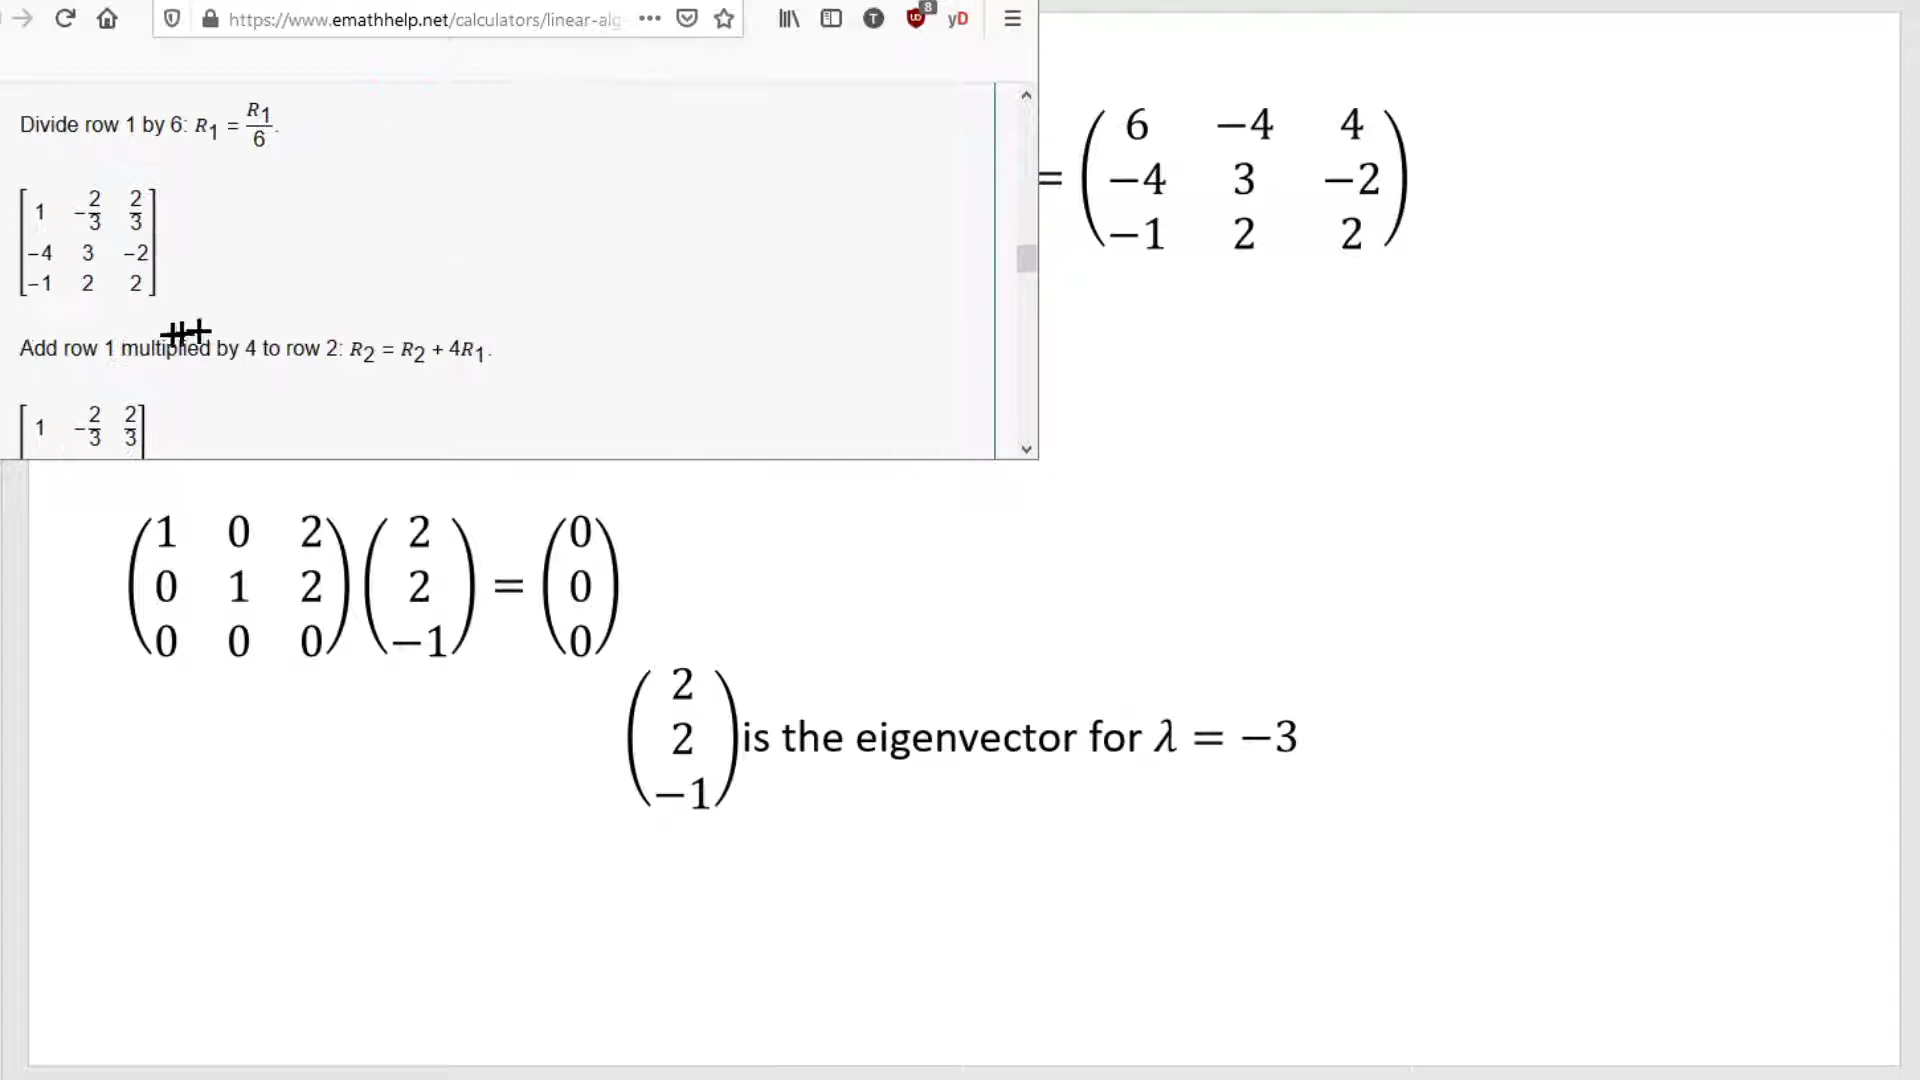 https://www.emathhelp.net/calculators/linear-alg
8
T
yD
Divide row 1 by 6: R₁ = R₁/6.
1 −2/3 2/3
−4 3 −2
−1 2 2
Add row 1 multiplied by 4 to row 2: R₂ = R₂ + 4R₁.
1 −2/3 2/3
= 6 −4 4
−4 3 −2
−1 2 2
(1 0 2) (2) = (0)
(0 1 2) (2) (0)
(0 0 0) (−1) (0)
(2)
(2) is the eigenvector for λ = −3
(−1)